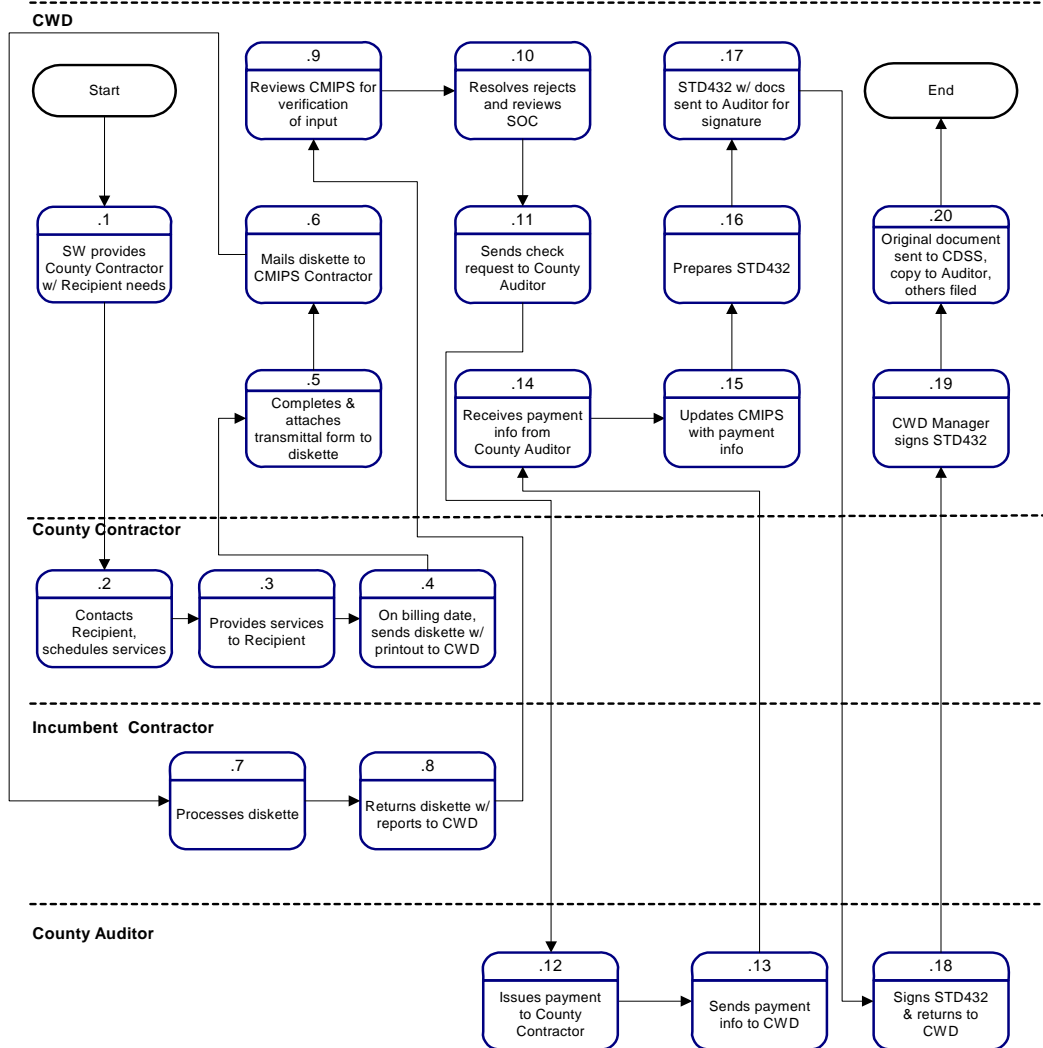 CWD
Start
.1
SW provides
County Contractor
w/ Recipient needs
.9
Reviews CMIPS for
verification
of input
.10
Resolves rejects
and reviews
SOC
.17
STD432 w/ docs
sent to Auditor for
signature
End
.6
Mails diskette to
CMIPS Contractor
.11
Sends check
request to County
Auditor
.16
Prepares STD432
.20
Original document
sent to CDSS,
copy to Auditor,
others filed
.5
Completes &
attaches
transmittal form to
diskette
.14
Receives payment
info from
County Auditor
.15
Updates CMIPS
with payment
info
.19
CWD Manager
signs STD432
County Contractor
.2
Contacts
Recipient,
schedules services
.3
Provides services
to Recipient
.4
On billing date,
sends diskette w/
printout to CWD
Incumbent Contractor
.7
Processes diskette
.8
Returns diskette w/
reports to CWD
County Auditor
.12
Issues payment
to County
Contractor
.13
Sends payment
info to CWD
.18
Signs STD432
& returns to
CWD